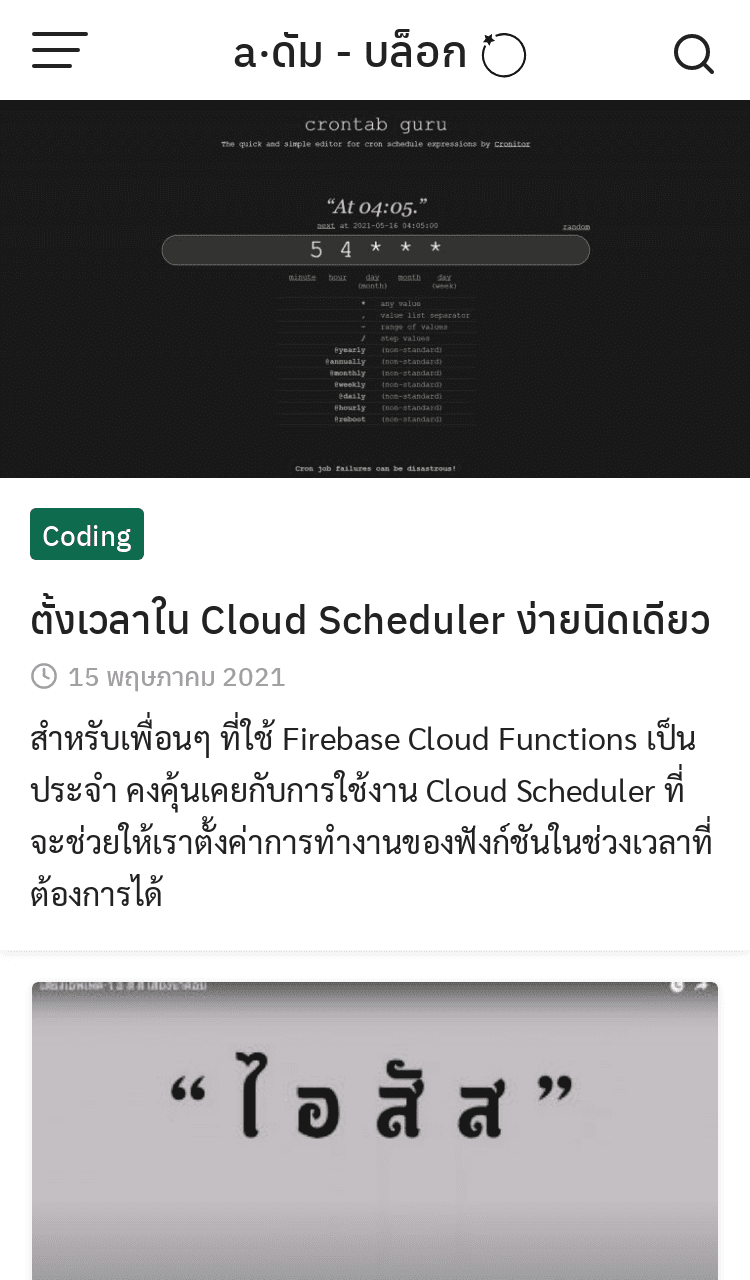 a·ดัม - บล็อก
crontab guru
The quick and simple editor for cron schedule expressions by Cronitor
“At 04:05.”
next at 2021-05-16 04:05:00
random
5 4 * * *
minute hour day (month) month day (week)
* any value
, value list separator
- range of values
/ step values
@yearly (non-standard)
@annually (non-standard)
@monthly (non-standard)
@weekly (non-standard)
@daily (non-standard)
@hourly (non-standard)
@reboot (non-standard)
Cron job failures can be disastrous!
Coding
ตั้งเวลาใน Cloud Scheduler ง่ายนิดเดียว
15 พฤษภาคม 2021
สำหรับเพื่อนๆ ที่ใช้ Firebase Cloud Functions เป็น
ประจำ คงคุ้นเคยกับการใช้งาน Cloud Scheduler ที่
จะช่วยให้เราตั้งค่าการทำงานของฟังก์ชันในช่วงเวลาที่
ต้องการได้
“ ไ อ สั ส ”